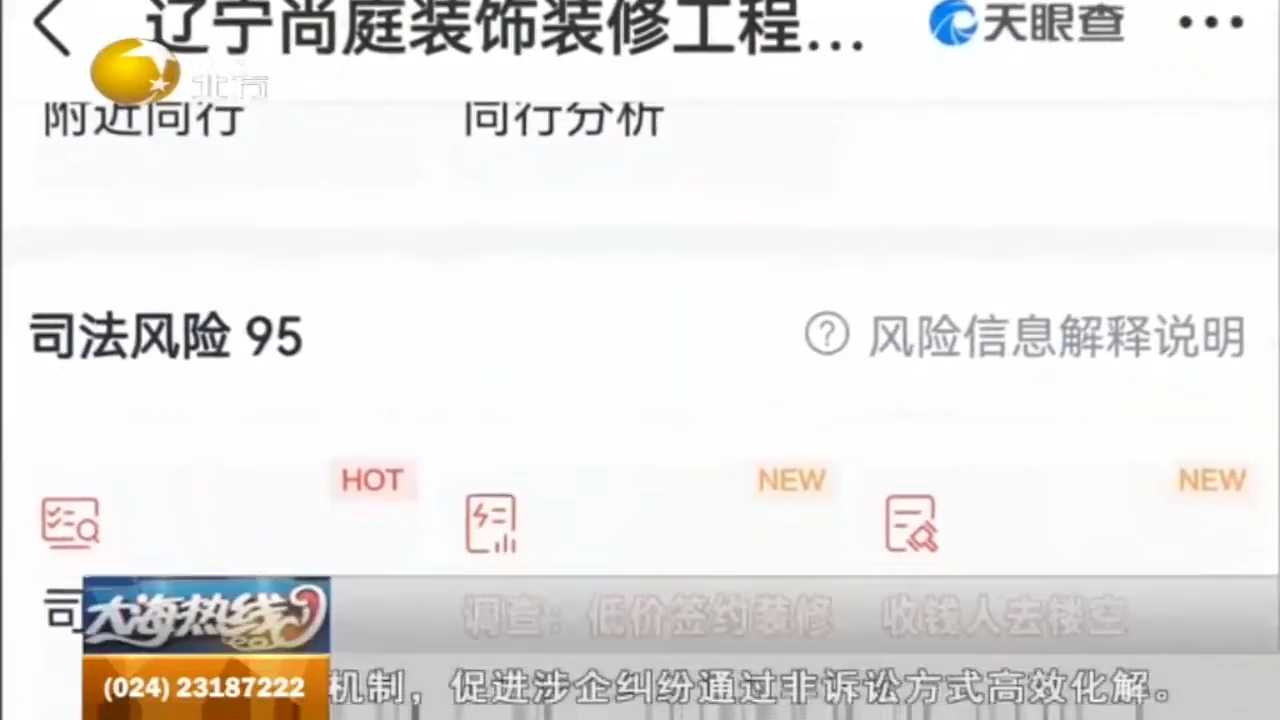 辽宁尚庭装饰装修工程...
天眼查
北方
附近同行
同行分析
司法风险 95
风险信息解释说明
HOT
NEW
NEW
司
大海热线
调查：低价签约装修 收钱人去楼空
(024) 23187222
机制，促进涉企纠纷通过非诉讼方式高效化解。